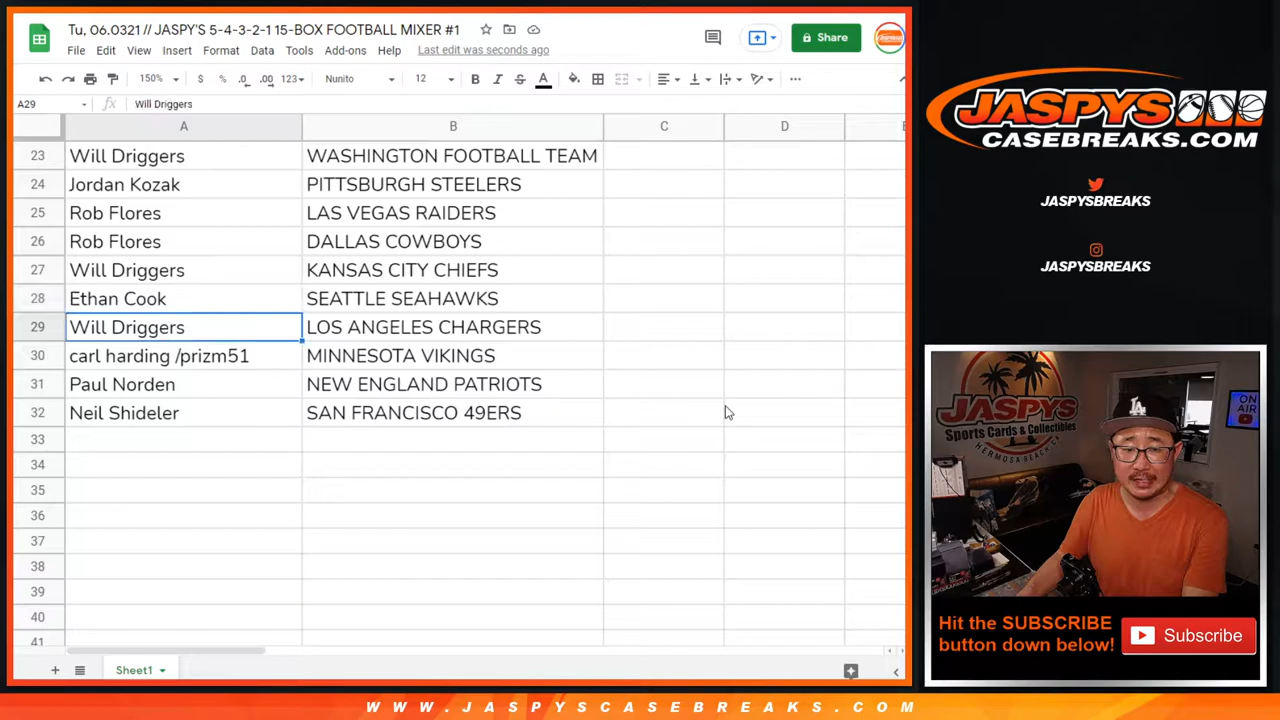 Tu, 06.0321 // JASPY'S 5-4-3-2-1 15-BOX FOOTBALL MIXER #1
File Edit View Insert Format Data Tools Add-ons Help Last edit was seconds ago
Share
150% $ % .0 .00 123 Nunito 12 B I S A
A29 fx Will Driggers
A B C D E
23 Will Driggers WASHINGTON FOOTBALL TEAM
24 Jordan Kozak PITTSBURGH STEELERS
25 Rob Flores LAS VEGAS RAIDERS
26 Rob Flores DALLAS COWBOYS
27 Will Driggers KANSAS CITY CHIEFS
28 Ethan Cook SEATTLE SEAHAWKS
29 Will Driggers LOS ANGELES CHARGERS
30 carl harding /prizm51 MINNESOTA VIKINGS
31 Paul Norden NEW ENGLAND PATRIOTS
32 Neil Shideler SAN FRANCISCO 49ERS
33
34
35
36
37
38
39
40
41
Sheet1
JASPYS
CASEBREAKS.COM
JASPYSBREAKS
JASPYSBREAKS
JASPYS
Sports Cards & Collectibles
HERMOSA BEACH
LA
ON
AIR
Hit the SUBSCRIBE
button down below!
Subscribe
WWW.JASPYSCASEBREAKS.COM